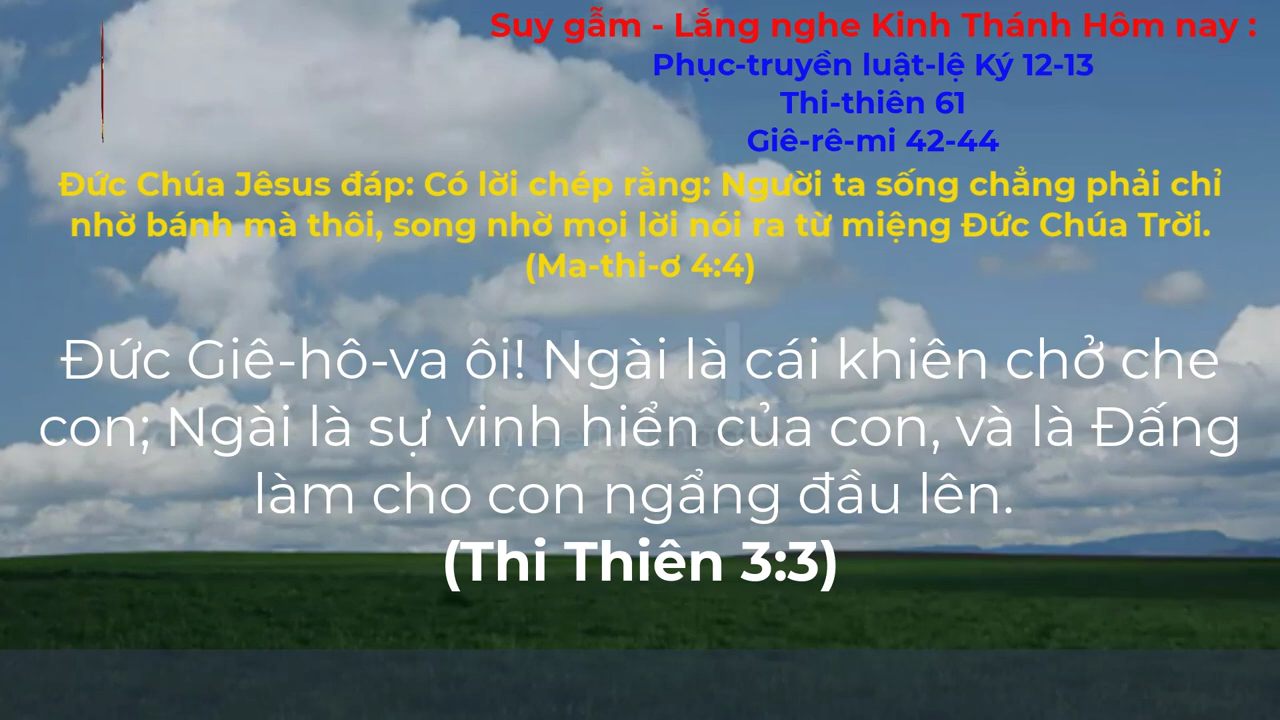 Suy gẫm - Lắng nghe Kinh Thánh Hôm nay :
Phục-truyền luật-lệ Ký 12-13
Thi-thiên 61
Giê-rê-mi 42-44
Đức Chúa Jêsus đáp: Có lời chép rằng: Người ta sống chẳng phải chỉ
nhờ bánh mà thôi, song nhờ mọi lời nói ra từ miệng Đức Chúa Trời.
(Ma-thi-ơ 4:4)
Đức Giê-hô-va ôi! Ngài là cái khiên chở che
con; Ngài là sự vinh hiển của con, và là Đấng
làm cho con ngẩng đầu lên.
(Thi Thiên 3:3)